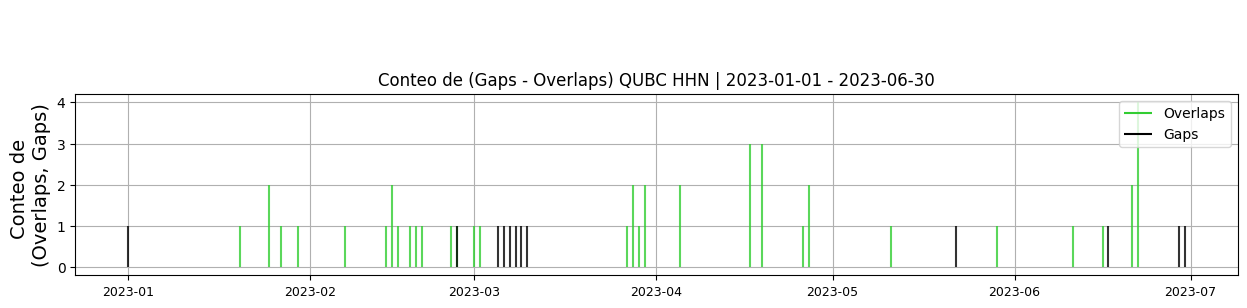 Conteo de (Gaps - Overlaps) QUBC HHN | 2023-01-01 - 2023-06-30
Conteo de
(Overlaps, Gaps)
4
3
2
1
0
Overlaps
Gaps
2023-01
2023-02
2023-03
2023-04
2023-05
2023-06
2023-07